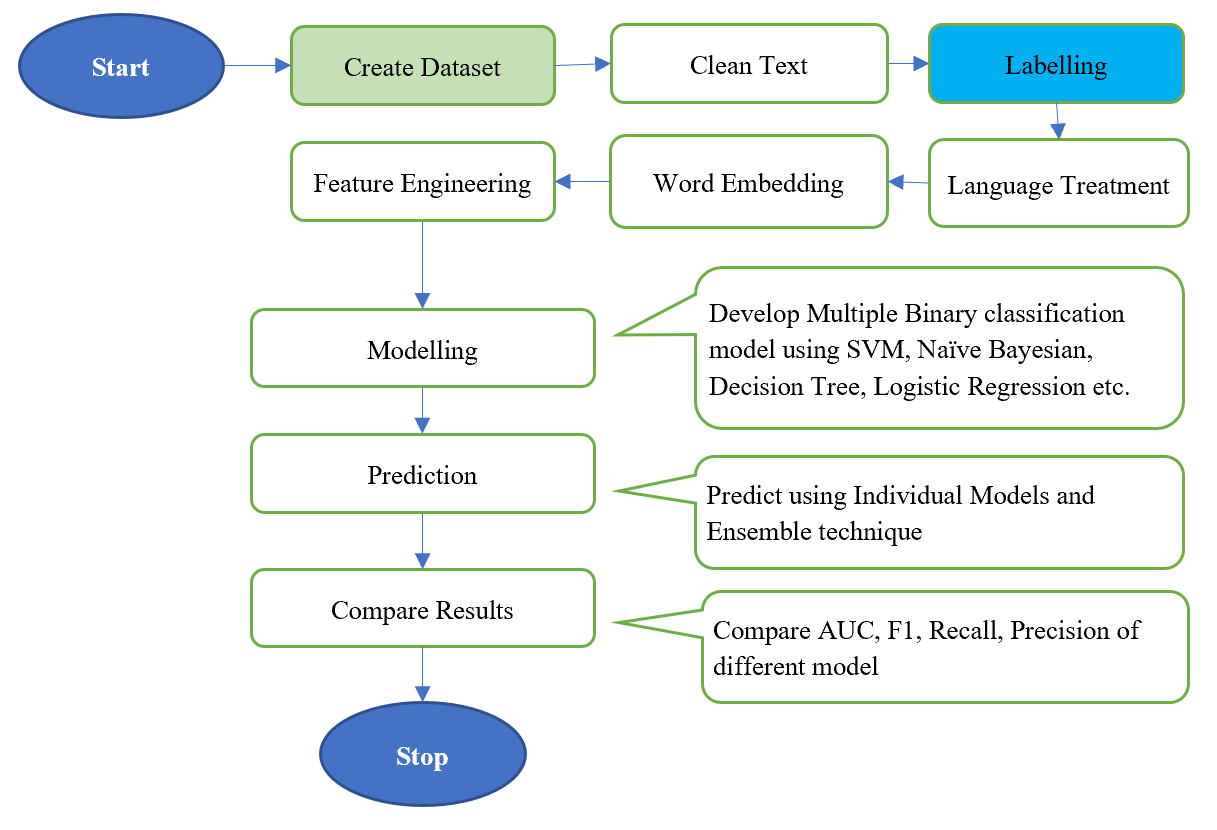 Start
Create Dataset
Clean Text
Labelling
Language Treatment
Word Embedding
Feature Engineering
Modelling
Develop Multiple Binary classification
model using SVM, Naïve Bayesian,
Decision Tree, Logistic Regression etc.
Prediction
Predict using Individual Models and
Ensemble technique
Compare Results
Compare AUC, F1, Recall, Precision of
different model
Stop